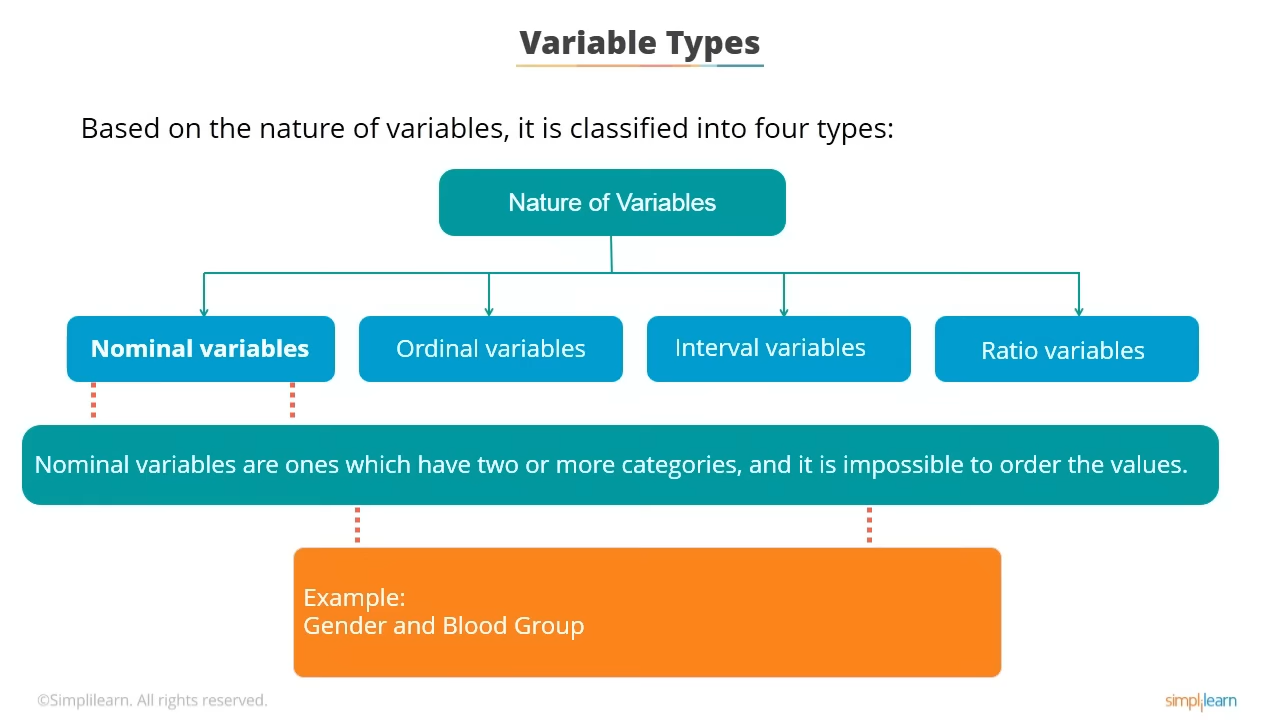 Variable Types
Based on the nature of variables, it is classified into four types:
Nature of Variables
Nominal variables
Ordinal variables
Interval variables
Ratio variables
Nominal variables are ones which have two or more categories, and it is impossible to order the values.
Example:
Gender and Blood Group
©Simplilearn. All rights reserved.
simplilearn